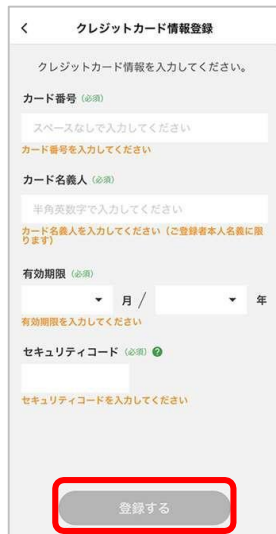 クレジットカード情報登録
クレジットカード情報を入力してください。
カード番号 (必須)
スペースなしで入力してください
カード番号を入力してください
カード名義人 (必須)
半角英数字で入力してください
カード名義人を入力してください（ご登録者本人名義に限
ります）
有効期限 (必須)
月 / 年
有効期限を入力してください
セキュリティコード (必須) ?
セキュリティコードを入力してください
登録する